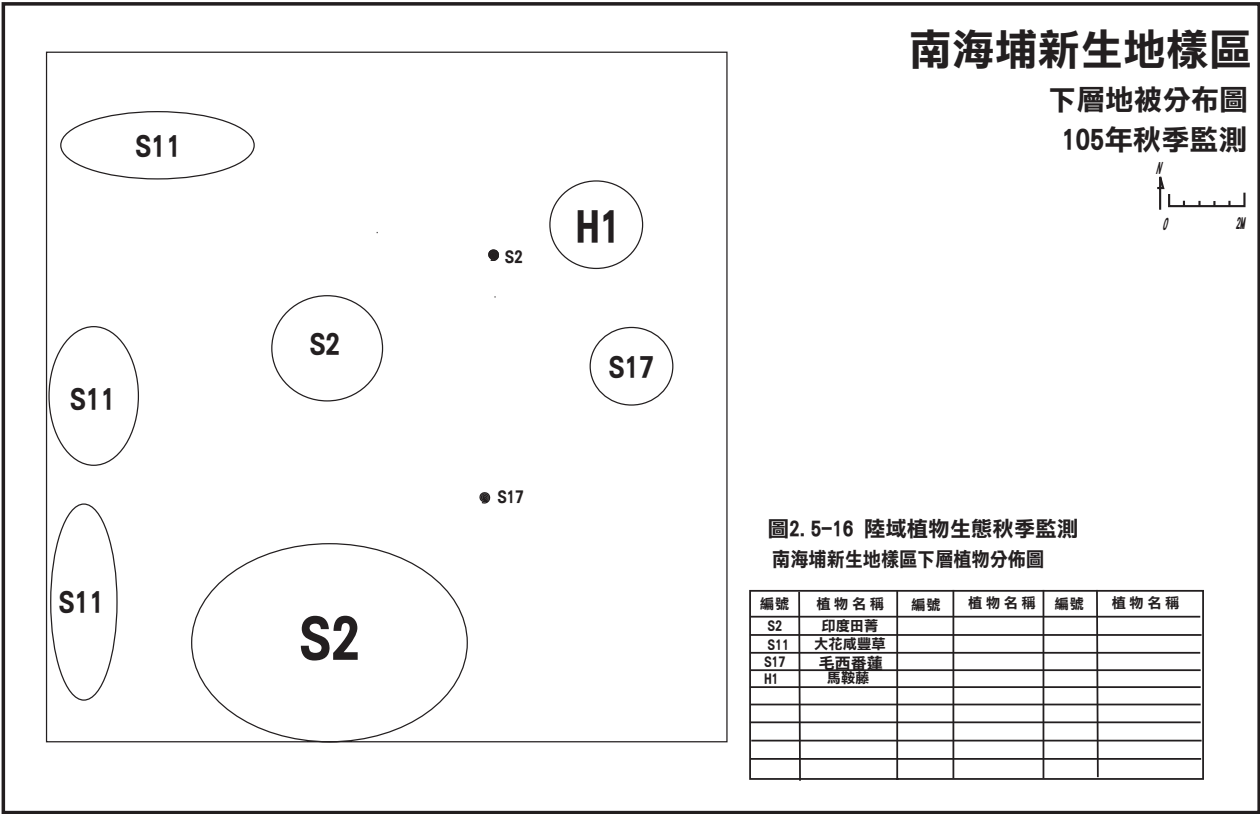 南海埔新生地樣區
下層地被分布圖
105年秋季監測
N
0 2M
S11
H1
S2
S2
S17
S11
S17
S11
S2
圖2.5-16 陸域植物生態秋季監測
南海埔新生地樣區下層植物分佈圖
編號 植物名稱 編號 植物名稱 編號 植物名稱
S2 印度田菁
S11 大花咸豐草
S17 毛西番蓮
H1 馬鞍藤